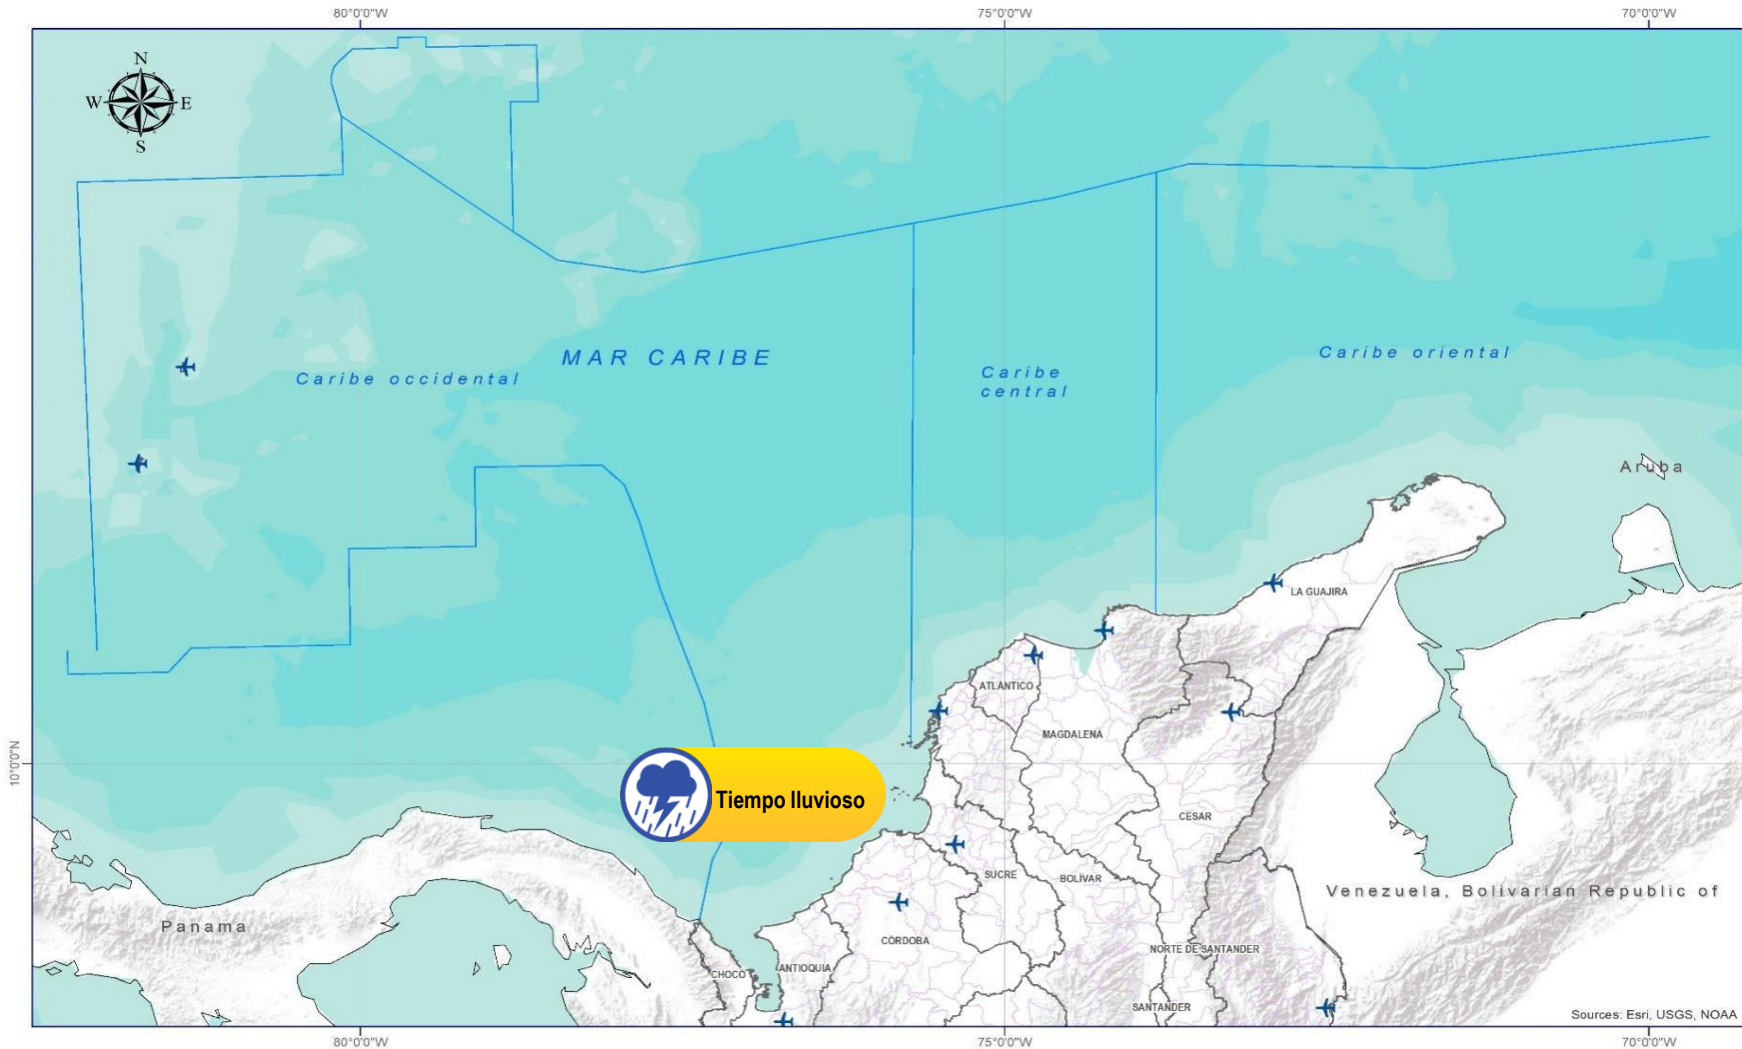 80°0'0"W
75°0'0"W
70°0'0"W
N
W
E
S
MAR CARIBE
Caribe occidental
Caribe
central
Caribe oriental
Aruba
LA GUAJIRA
ATLANTICO
MAGDALENA
10°0'0"N
Tiempo lluvioso
CESAR
SUCRE
BOLÍVAR
Venezuela, Bolivarian Republic of
Panama
CÓRDOBA
NORTE DE SANTANDER
CHOCO
ANTIOQUIA
SANTANDER
Sources: Esri, USGS, NOAA
80°0'0"W
75°0'0"W
70°0'0"W